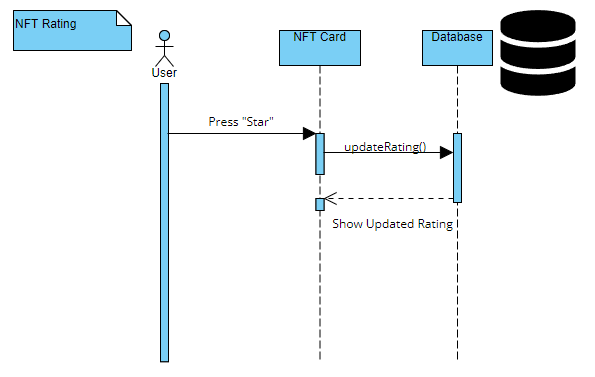 NFT Rating
User
NFT Card
Database
Press "Star"
updateRating()
Show Updated Rating